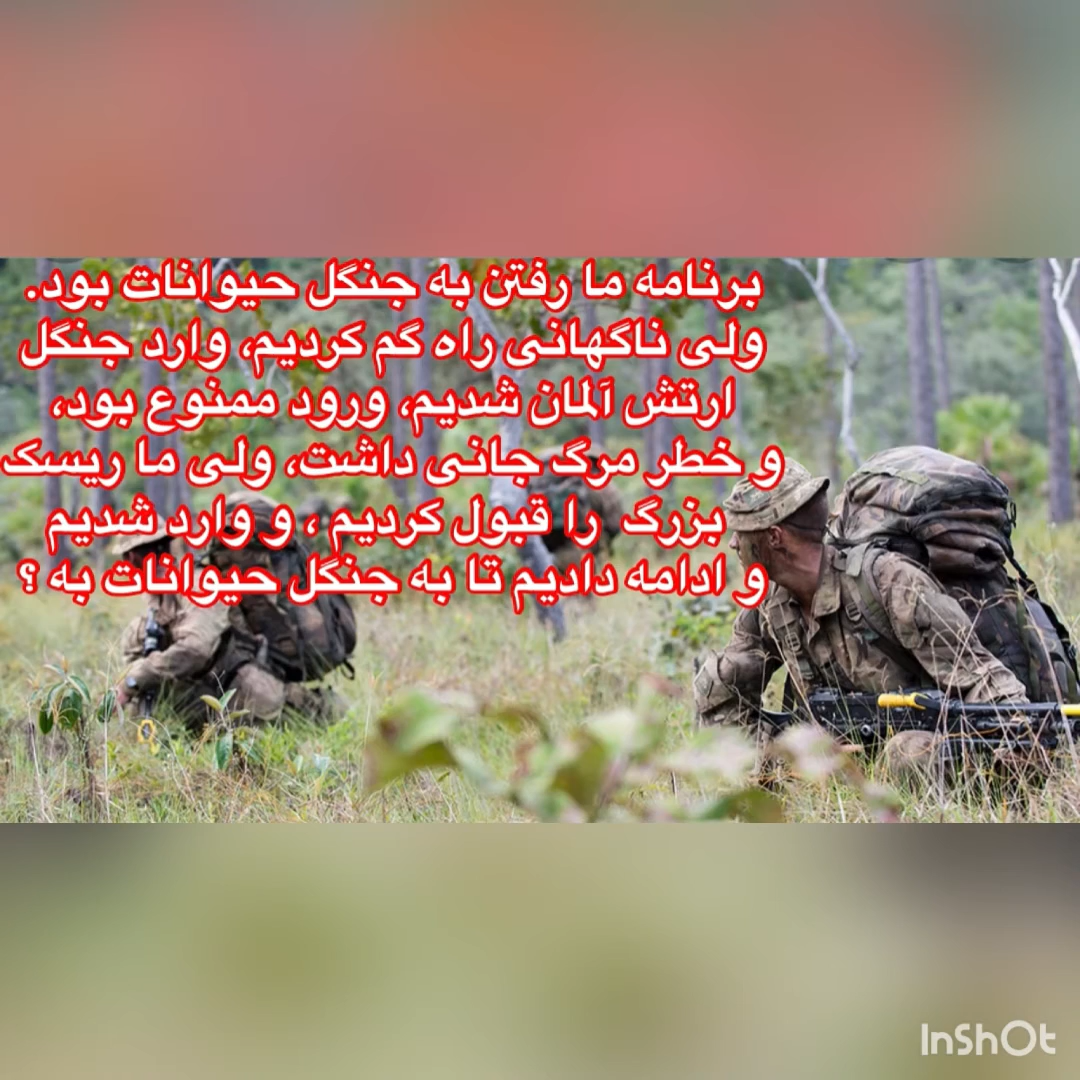 برنامه ما رفتن به جنگل حیوانات بود.
ولی ناگهانی راه گم کردیم، وارد جنگل
ارتش آلمان شدیم، ورود ممنوع بود،
و خطر مرگ جانی داشت، ولی ما ریسک
بزرگ را قبول کردیم ، و وارد شدیم
و ادامه دادیم تا به جنگل حیوانات به ؟
InShOt